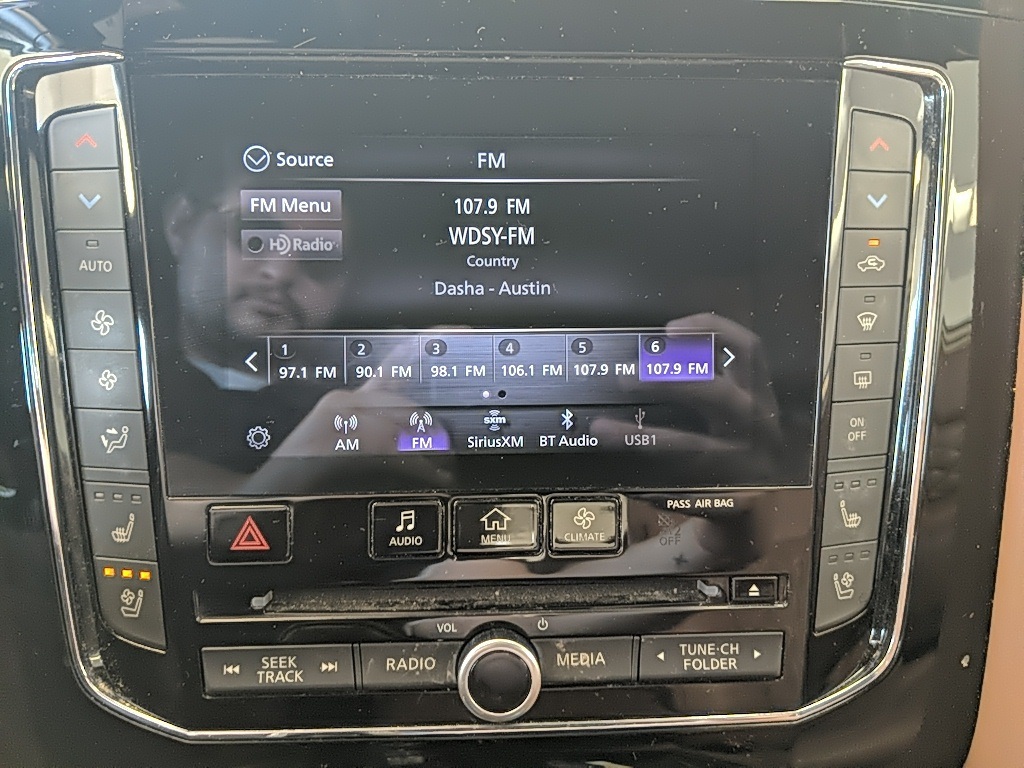 Source
FM
FM Menu
107.9 FM
HD Radio
WDSY-FM
Country
Dasha - Austin
1 2 3 4 5 6
97.1 FM 90.1 FM 98.1 FM 106.1 FM 107.9 FM 107.9 FM
AM FM sxm SiriusXM BT Audio USB1
AUTO
ON
OFF
AUDIO
MENU
CLIMATE
PASS AIR BAG
OFF
VOL
SEEK
TRACK
RADIO
MEDIA
TUNE·CH
FOLDER